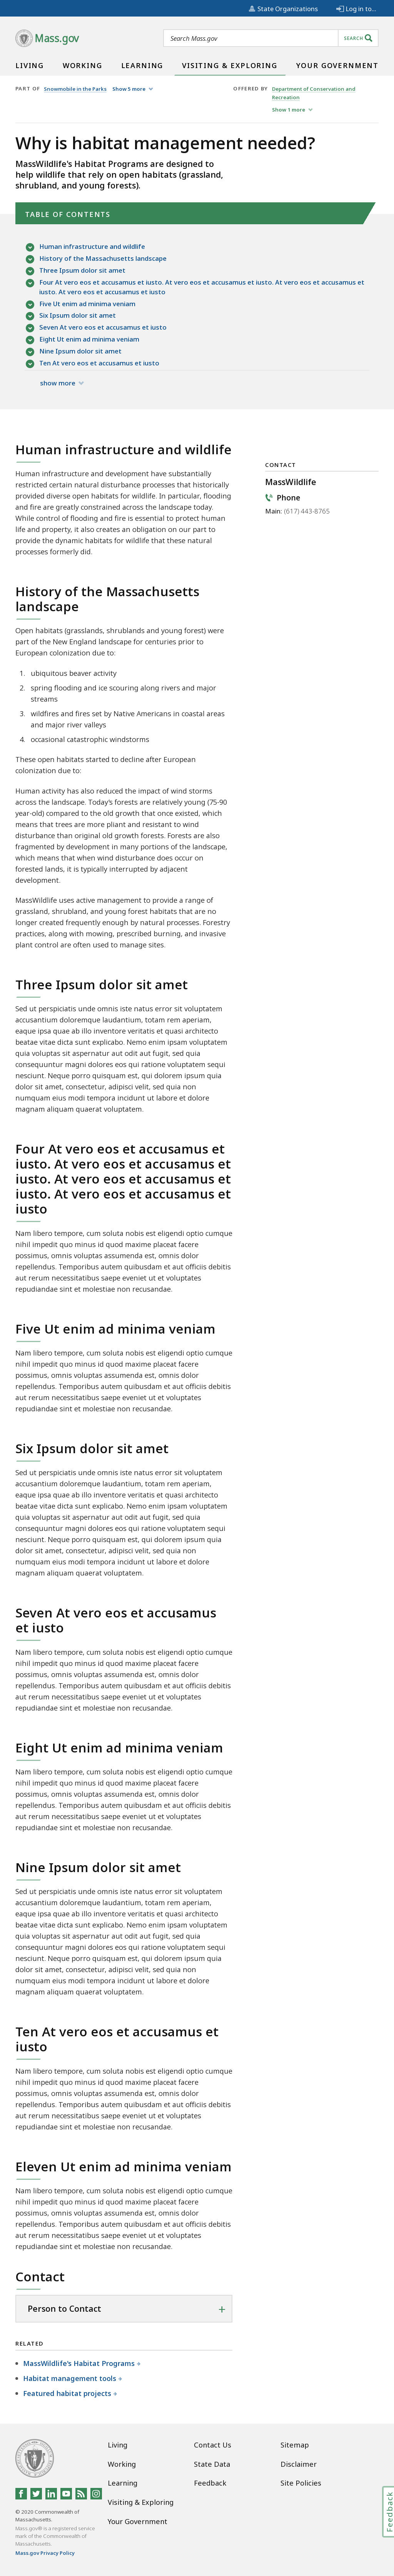 State Organizations
Log in to...
Mass.gov
Search Mass.gov
SEARCH
LIVING
WORKING
LEARNING
VISITING & EXPLORING
YOUR GOVERNMENT
PART OF
Snowmobile in the Parks
Show 5 more
OFFERED BY
Department of Conservation and
Recreation
Show 1 more
Why is habitat management needed?
MassWildlife's Habitat Programs are designed to
help wildlife that rely on open habitats (grassland,
shrubland, and young forests).
TABLE OF CONTENTS
Human infrastructure and wildlife
History of the Massachusetts landscape
Three Ipsum dolor sit amet
Four At vero eos et accusamus et iusto. At vero eos et accusamus et iusto. At vero eos et accusamus et
iusto. At vero eos et accusamus et iusto
Five Ut enim ad minima veniam
Six Ipsum dolor sit amet
Seven At vero eos et accusamus et iusto
Eight Ut enim ad minima veniam
Nine Ipsum dolor sit amet
Ten At vero eos et accusamus et iusto
show more
Human infrastructure and wildlife
Human infrastructure and development have substantially
restricted certain natural disturbance processes that historically
provided diverse open habitats for wildlife. In particular, flooding
and fire are greatly constrained across the landscape today.
While control of flooding and fire is essential to protect human
life and property, it also creates an obligation on our part to
provide the dynamic habitats for wildlife that these natural
processes formerly did.
CONTACT
MassWildlife
Phone
Main: (617) 443-8765
History of the Massachusetts
landscape
Open habitats (grasslands, shrublands and young forest) were
part of the New England landscape for centuries prior to
European colonization due to:
1. ubiquitous beaver activity
2. spring flooding and ice scouring along rivers and major
streams
3. wildfires and fires set by Native Americans in coastal areas
and major river valleys
4. occasional catastrophic windstorms
These open habitats started to decline after European
colonization due to:
Human activity has also reduced the impact of wind storms
across the landscape. Today's forests are relatively young (75-90
year-old) compared to the old growth that once existed, which
means that trees are more pliant and resistant to wind
disturbance than original old growth forests. Forests are also
fragmented by development in many portions of the landscape,
which means that when wind disturbance does occur on
forested lands, it is typically interrupted by adjacent
development.
MassWildlife uses active management to provide a range of
grassland, shrubland, and young forest habitats that are no
longer created frequently enough by natural processes. Forestry
practices, along with mowing, prescribed burning, and invasive
plant control are often used to manage sites.
Three Ipsum dolor sit amet
Sed ut perspiciatis unde omnis iste natus error sit voluptatem
accusantium doloremque laudantium, totam rem aperiam,
eaque ipsa quae ab illo inventore veritatis et quasi architecto
beatae vitae dicta sunt explicabo. Nemo enim ipsam voluptatem
quia voluptas sit aspernatur aut odit aut fugit, sed quia
consequuntur magni dolores eos qui ratione voluptatem sequi
nesciunt. Neque porro quisquam est, qui dolorem ipsum quia
dolor sit amet, consectetur, adipisci velit, sed quia non
numquam eius modi tempora incidunt ut labore et dolore
magnam aliquam quaerat voluptatem.
Four At vero eos et accusamus et
iusto. At vero eos et accusamus et
iusto. At vero eos et accusamus et
iusto. At vero eos et accusamus et
iusto
Nam libero tempore, cum soluta nobis est eligendi optio cumque
nihil impedit quo minus id quod maxime placeat facere
possimus, omnis voluptas assumenda est, omnis dolor
repellendus. Temporibus autem quibusdam et aut officiis debitis
aut rerum necessitatibus saepe eveniet ut et voluptates
repudiandae sint et molestiae non recusandae.
Five Ut enim ad minima veniam
Nam libero tempore, cum soluta nobis est eligendi optio cumque
nihil impedit quo minus id quod maxime placeat facere
possimus, omnis voluptas assumenda est, omnis dolor
repellendus. Temporibus autem quibusdam et aut officiis debitis
aut rerum necessitatibus saepe eveniet ut et voluptates
repudiandae sint et molestiae non recusandae.
Six Ipsum dolor sit amet
Sed ut perspiciatis unde omnis iste natus error sit voluptatem
accusantium doloremque laudantium, totam rem aperiam,
eaque ipsa quae ab illo inventore veritatis et quasi architecto
beatae vitae dicta sunt explicabo. Nemo enim ipsam voluptatem
quia voluptas sit aspernatur aut odit aut fugit, sed quia
consequuntur magni dolores eos qui ratione voluptatem sequi
nesciunt. Neque porro quisquam est, qui dolorem ipsum quia
dolor sit amet, consectetur, adipisci velit, sed quia non
numquam eius modi tempora incidunt ut labore et dolore
magnam aliquam quaerat voluptatem.
Seven At vero eos et accusamus
et iusto
Nam libero tempore, cum soluta nobis est eligendi optio cumque
nihil impedit quo minus id quod maxime placeat facere
possimus, omnis voluptas assumenda est, omnis dolor
repellendus. Temporibus autem quibusdam et aut officiis debitis
aut rerum necessitatibus saepe eveniet ut et voluptates
repudiandae sint et molestiae non recusandae.
Eight Ut enim ad minima veniam
Nam libero tempore, cum soluta nobis est eligendi optio cumque
nihil impedit quo minus id quod maxime placeat facere
possimus, omnis voluptas assumenda est, omnis dolor
repellendus. Temporibus autem quibusdam et aut officiis debitis
aut rerum necessitatibus saepe eveniet ut et voluptates
repudiandae sint et molestiae non recusandae.
Nine Ipsum dolor sit amet
Sed ut perspiciatis unde omnis iste natus error sit voluptatem
accusantium doloremque laudantium, totam rem aperiam,
eaque ipsa quae ab illo inventore veritatis et quasi architecto
beatae vitae dicta sunt explicabo. Nemo enim ipsam voluptatem
quia voluptas sit aspernatur aut odit aut fugit, sed quia
consequuntur magni dolores eos qui ratione voluptatem sequi
nesciunt. Neque porro quisquam est, qui dolorem ipsum quia
dolor sit amet, consectetur, adipisci velit, sed quia non
numquam eius modi tempora incidunt ut labore et dolore
magnam aliquam quaerat voluptatem.
Ten At vero eos et accusamus et
iusto
Nam libero tempore, cum soluta nobis est eligendi optio cumque
nihil impedit quo minus id quod maxime placeat facere
possimus, omnis voluptas assumenda est, omnis dolor
repellendus. Temporibus autem quibusdam et aut officiis debitis
aut rerum necessitatibus saepe eveniet ut et voluptates
repudiandae sint et molestiae non recusandae.
Eleven Ut enim ad minima veniam
Nam libero tempore, cum soluta nobis est eligendi optio cumque
nihil impedit quo minus id quod maxime placeat facere
possimus, omnis voluptas assumenda est, omnis dolor
repellendus. Temporibus autem quibusdam et aut officiis debitis
aut rerum necessitatibus saepe eveniet ut et voluptates
repudiandae sint et molestiae non recusandae.
Contact
Person to Contact
RELATED
MassWildlife's Habitat Programs
Habitat management tools
Featured habitat projects
Living
Working
Learning
Visiting & Exploring
Your Government
Contact Us
State Data
Feedback
Sitemap
Disclaimer
Site Policies
© 2020 Commonwealth of
Massachusetts.
Mass.gov® is a registered service
mark of the Commonwealth of
Massachusetts.
Mass.gov Privacy Policy
Feedback